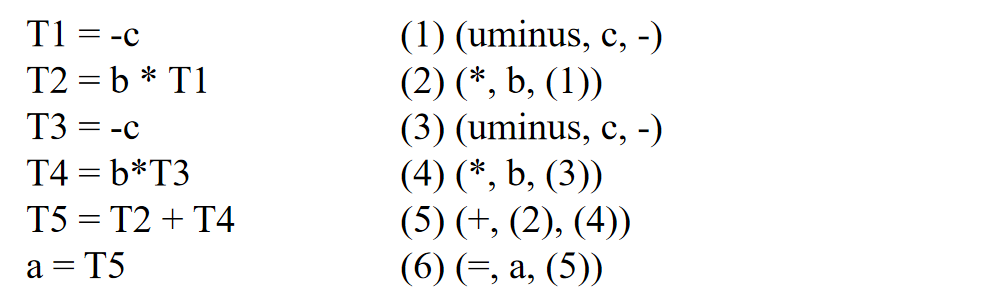 T1 = -c (1) (uminus, c, -)
T2 = b * T1 (2) (*, b, (1))
T3 = -c (3) (uminus, c, -)
T4 = b*T3 (4) (*, b, (3))
T5 = T2 + T4 (5) (+, (2), (4))
a = T5 (6) (=, a, (5))